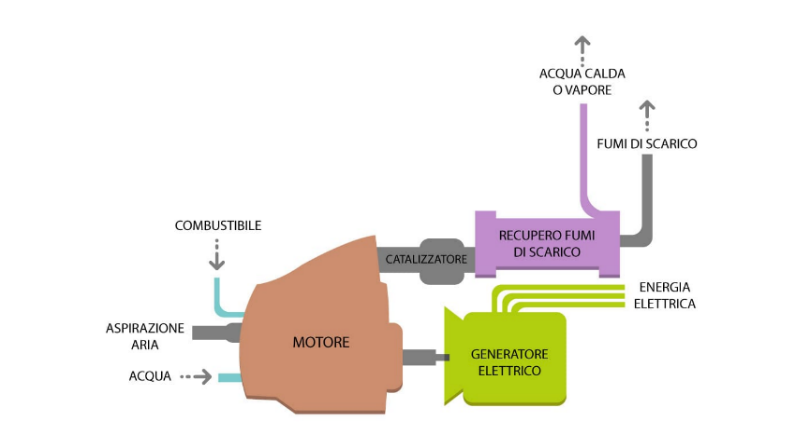 ACQUA CALDA
O VAPORE
FUMI DI SCARICO
COMBUSTIBILE
RECUPERO FUMI
DI SCARICO
CATALIZZATORE
ENERGIA
ELETTRICA
ASPIRAZIONE
ARIA
MOTORE
GENERATORE
ELETTRICO
ACQUA